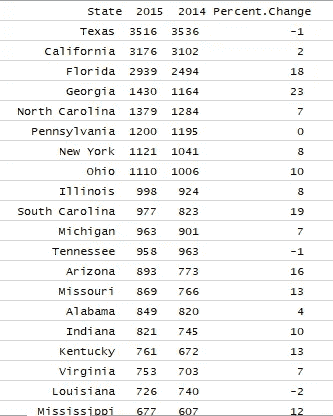 State 2015 2014 Percent.Change
Texas 3516 3536 -1
California 3176 3102 2
Florida 2939 2494 18
Georgia 1430 1164 23
North Carolina 1379 1284 7
Pennsylvania 1200 1195 0
New York 1121 1041 8
Ohio 1110 1006 10
Illinois 998 924 8
South Carolina 977 823 19
Michigan 963 901 7
Tennessee 958 963 -1
Arizona 893 773 16
Missouri 869 766 13
Alabama 849 820 4
Indiana 821 745 10
Kentucky 761 672 13
Virginia 753 703 7
Louisiana 726 740 -2
Mississippi 677 607 12